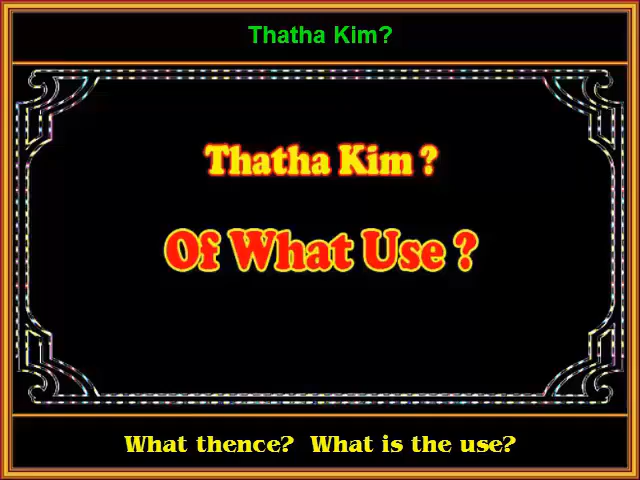 Thatha Kim?
Thatha Kim ?
Of What Use ?
What thence?  What is the use?